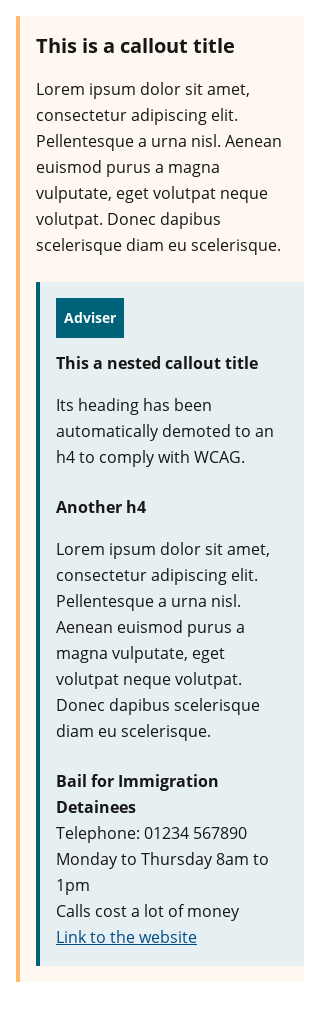 This is a callout title
Lorem ipsum dolor sit amet,
consectetur adipiscing elit.
Pellentesque a urna nisl. Aenean
euismod purus a magna
vulputate, eget volutpat neque
volutpat. Donec dapibus
scelerisque diam eu scelerisque.
Adviser
This a nested callout title
Its heading has been
automatically demoted to an
h4 to comply with WCAG.
Another h4
Lorem ipsum dolor sit amet,
consectetur adipiscing elit.
Pellentesque a urna nisl.
Aenean euismod purus a
magna vulputate, eget
volutpat neque volutpat.
Donec dapibus scelerisque
diam eu scelerisque.
Bail for Immigration
Detainees
Telephone: 01234 567890
Monday to Thursday 8am to
1pm
Calls cost a lot of money
Link to the website